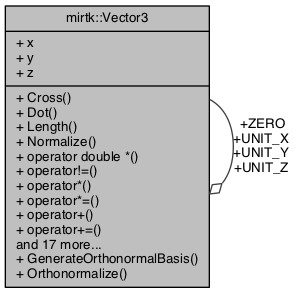 mirtk::Vector3
+ x
+ y
+ z
+ Cross()
+ Dot()
+ Length()
+ Normalize()
+ operator double *()
+ operator!=()
+ operator*()
+ operator*=()
+ operator+()
+ operator+=()
and 17 more...
+ GenerateOrthonormalBasis()
+ Orthonormalize()
+ZERO
+UNIT_X
+UNIT_Y
+UNIT_Z